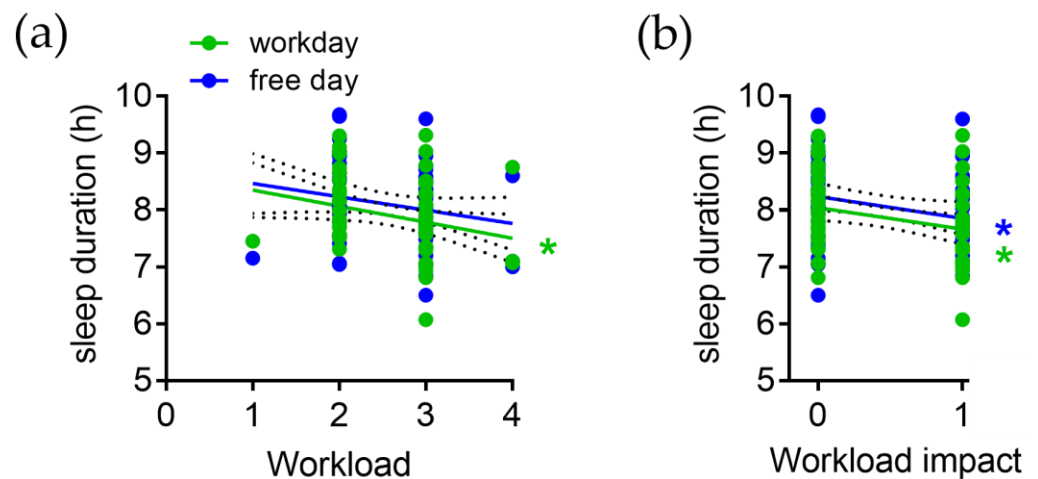 (a)
workday
free day
sleep duration (h)
10
9
8
7
6
5
0 1 2 3 4
Workload
*
(b)
sleep duration (h)
10
9
8
7
6
5
0 1
Workload impact
*
*